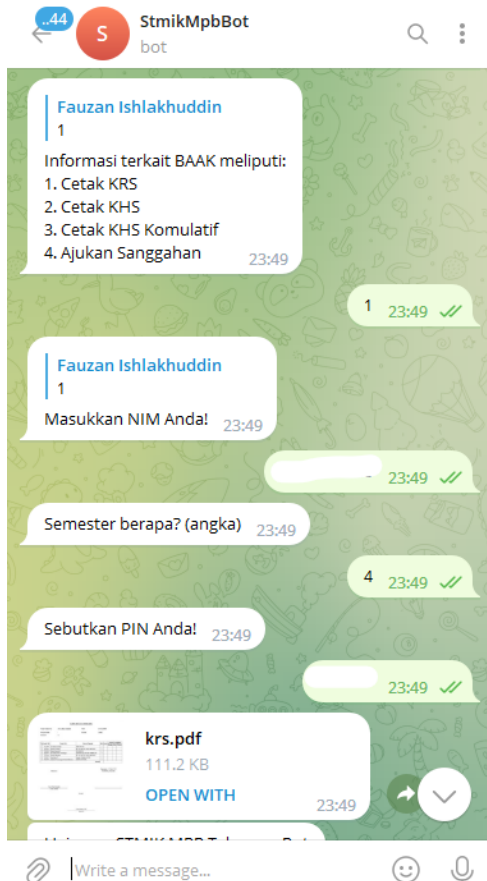 ..44
S
StmikMpbBot
bot
Fauzan Ishlakhuddin
1
Informasi terkait BAAK meliputi:
1. Cetak KRS
2. Cetak KHS
3. Cetak KHS Komulatif
4. Ajukan Sanggahan
23:49
1 23:49
Fauzan Ishlakhuddin
1
Masukkan NIM Anda! 23:49
23:49
Semester berapa? (angka) 23:49
4 23:49
Sebutkan PIN Anda! 23:49
23:49
krs.pdf
111.2 KB
OPEN WITH
23:49
Write a message...